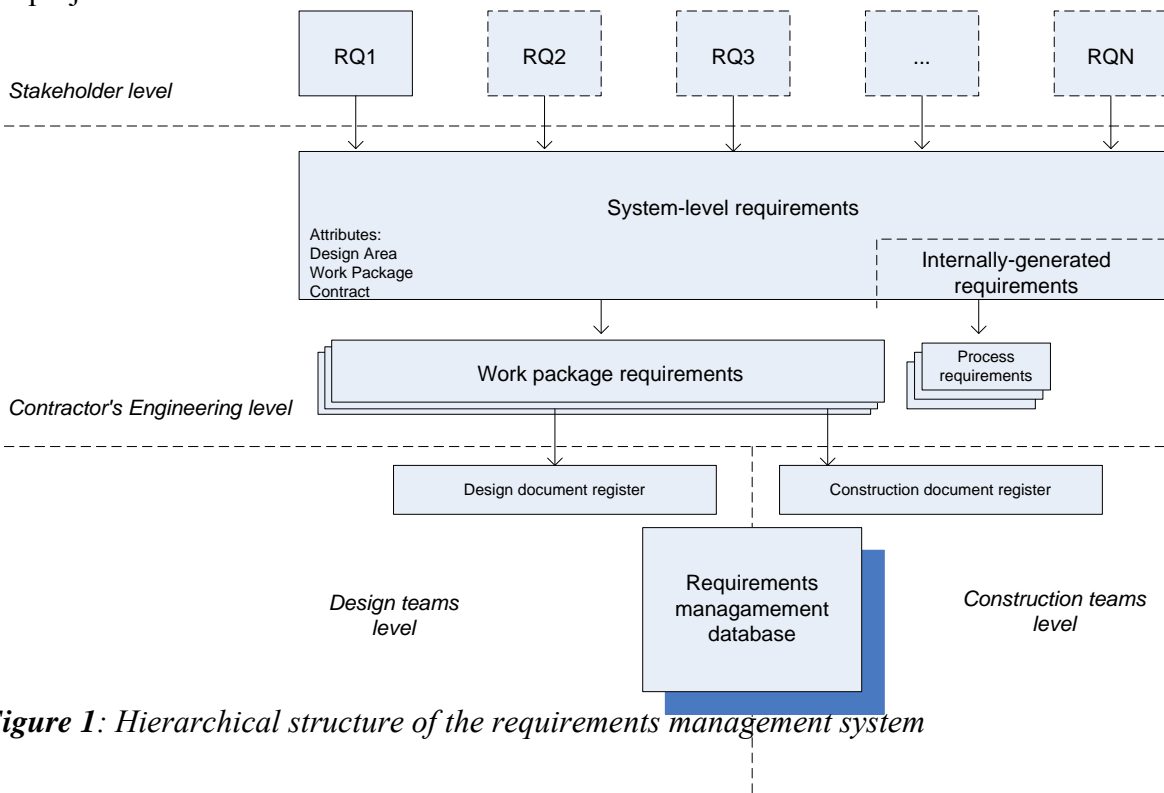 RQ1
RQ2
RQ3
...
RQN
Stakeholder level
System-level requirements
Attributes:
Design Area
Work Package
Contract
Internally-generated
requirements
Work package requirements
Process
requirements
Contractor's Engineering level
Design document register
Construction document register
Requirements
managamement
database
Design teams
level
Construction teams
level
igure 1: Hierarchical structure of the requirements management system